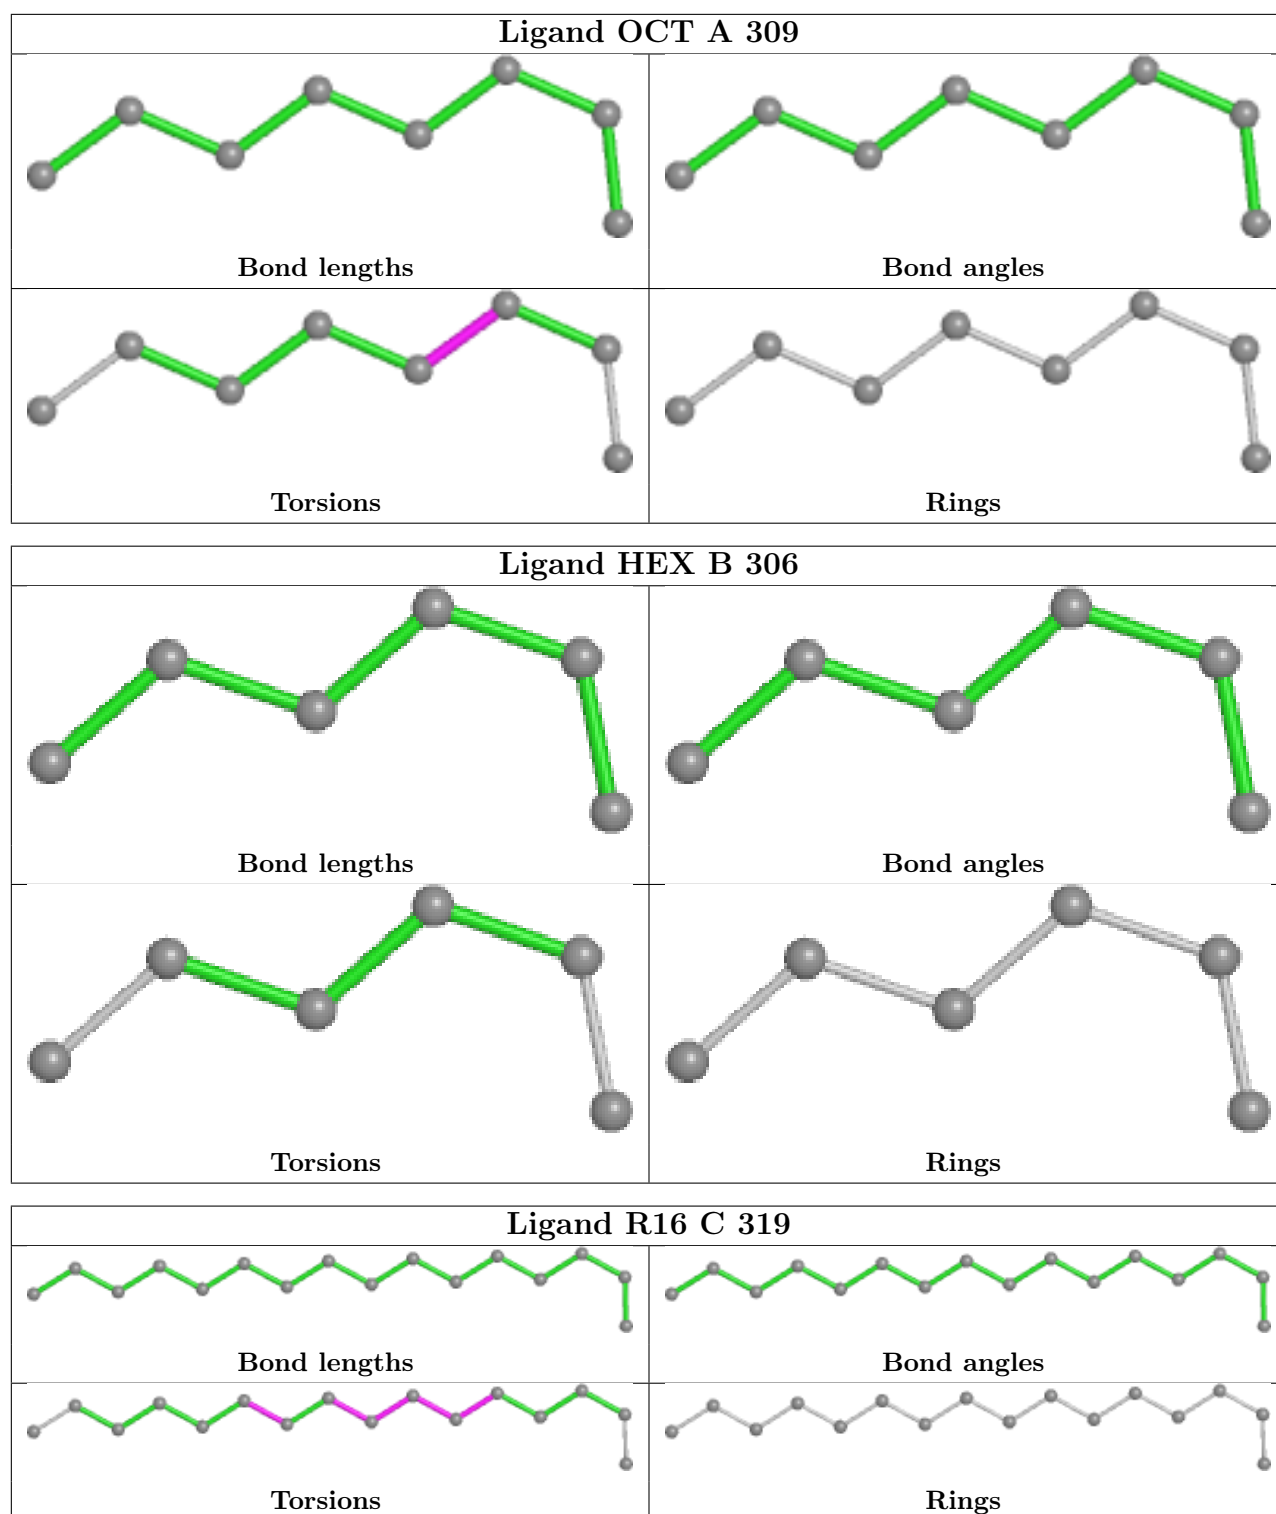 Ligand OCT A 309
Bond lengths
Bond angles
Torsions
Rings
Ligand HEX B 306
Bond lengths
Bond angles
Torsions
Rings
Ligand R16 C 319
Bond lengths
Bond angles
Torsions
Rings